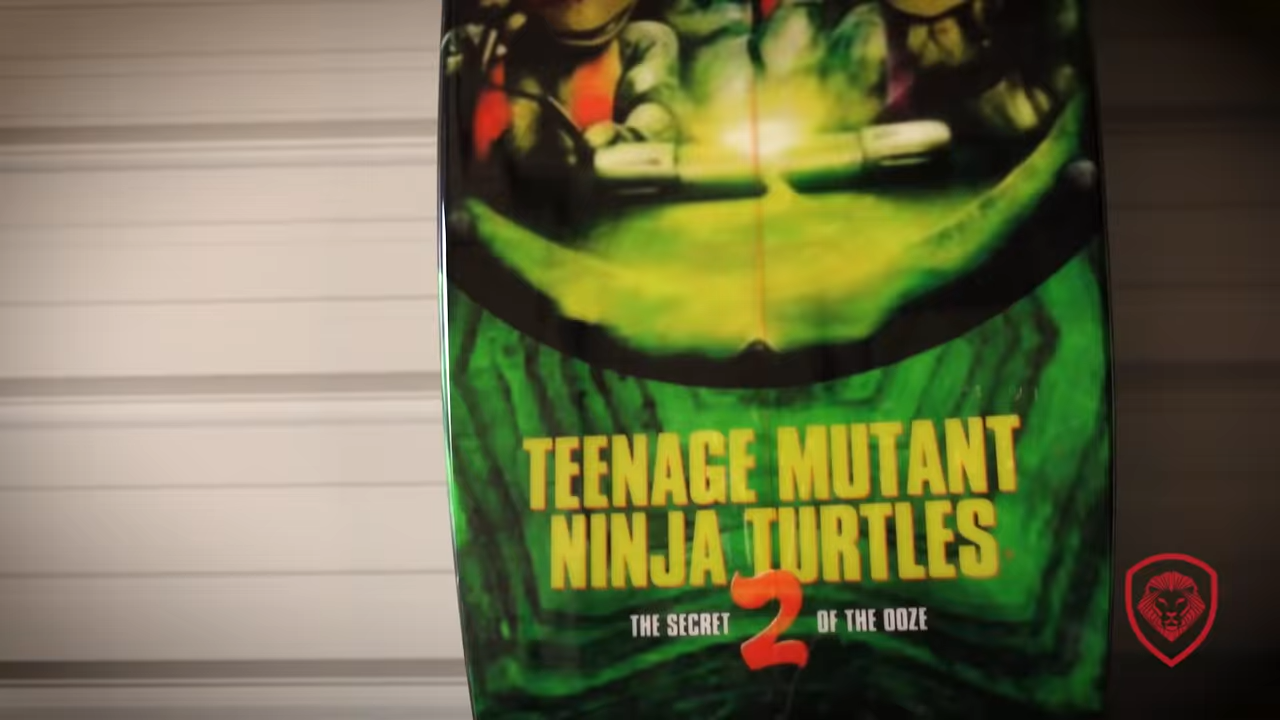 TEENAGE MUTANT
NINJA TURTLES
THE SECRET 2 OF THE OOZE